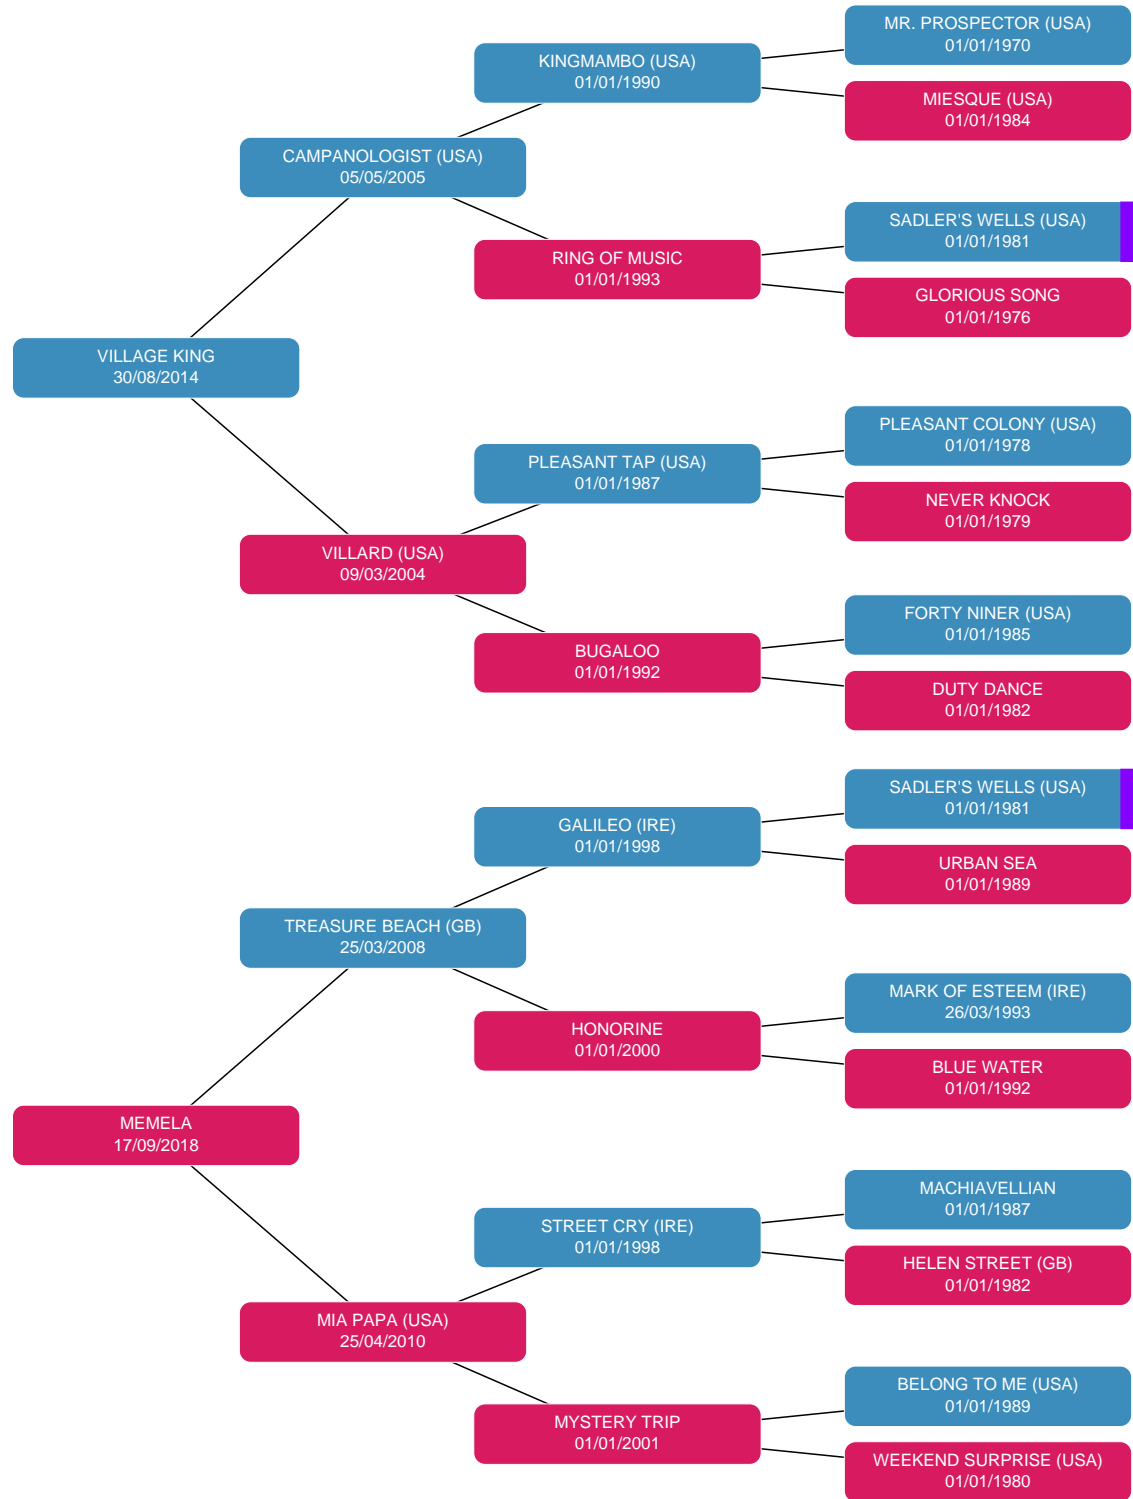 MR. PROSPECTOR (USA)
01/01/1970
KINGMAMBO (USA)
01/01/1990
MIESQUE (USA)
01/01/1984
CAMPANOLOGIST (USA)
05/05/2005
SADLER'S WELLS (USA)
01/01/1981
RING OF MUSIC
01/01/1993
GLORIOUS SONG
01/01/1976
VILLAGE KING
30/08/2014
PLEASANT COLONY (USA)
01/01/1978
PLEASANT TAP (USA)
01/01/1987
NEVER KNOCK
01/01/1979
VILLARD (USA)
09/03/2004
FORTY NINER (USA)
01/01/1985
BUGALOO
01/01/1992
DUTY DANCE
01/01/1982
SADLER'S WELLS (USA)
01/01/1981
GALILEO (IRE)
01/01/1998
URBAN SEA
01/01/1989
TREASURE BEACH (GB)
25/03/2008
MARK OF ESTEEM (IRE)
26/03/1993
HONORINE
01/01/2000
BLUE WATER
01/01/1992
MEMELA
17/09/2018
MACHIAVELLIAN
01/01/1987
STREET CRY (IRE)
01/01/1998
HELEN STREET (GB)
01/01/1982
MIA PAPA (USA)
25/04/2010
BELONG TO ME (USA)
01/01/1989
MYSTERY TRIP
01/01/2001
WEEKEND SURPRISE (USA)
01/01/1980